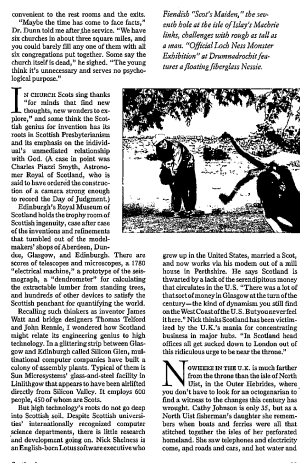 convenient to the rest rooms and the exits.
"Maybe the time has come to face facts,"
Dr. Dunn told me after the service. "We have
six churches in about three square miles, and
you could barely fill any one of them with all
six congregations put together. Some say the
church itself is dead," he sighed. "The young
think it's unnecessary and serves no psycho-
logical purpose."
IN CHURCH Scots sing thanks
"for minds that find new
thoughts, new wonders to ex-
plore," and some think the Scot-
tish genius for invention has its
roots in Scottish Presbyterianism
and its emphasis on the individ-
ual's unmediated relationship
with God. (A case in point was
Charles Piazzi Smyth, Astrono-
mer Royal of Scotland, who is
said to have ordered the construc-
tion of a camera strong enough
to record the Day of Judgment.)
Edinburgh's Royal Museum of
Scotland holds the trophy room of
Scottish ingenuity, case after case
of the inventions and refinements
that tumbled out of the model-
makers' shops of Aberdeen, Dun-
dee, Glasgow, and Edinburgh. There are
scores of telescopes and microscopes, a 1780
"electrical machine," a prototype of the seis-
mograph, a "dendrometer" for calculating
the extractable lumber from standing trees,
and hundreds of other devices to satisfy the
Scottish penchant for quantifying the world.
Recalling such thinkers as inventor James
Watt and bridge designers Thomas Telford
and John Rennie, I wondered how Scotland
might relate its engineering genius to high
technology. In a glittering strip between Glas-
gow and Edinburgh called Silicon Glen, mul-
tinational computer companies have built a
colony of assembly plants. Typical of them is
Sun Microsystems' glass-and-steel facility in
Linlithgow that appears to have been airlifted
directly from Silicon Valley. It employs 600
people, 450 of whom are Scots.
But high technology's roots do not go deep
into Scottish soil. Despite Scottish universi-
ties' internationally recognized computer
science departments, there is little research
and development going on. Nick Shelness is
an English-born Lotus software executive who
Fiendish "Scot's Maiden," the sev-
enth hole at the isle of Islay's Machrie
links, challenges with rough as tall as
a man. "Official Loch Ness Monster
Exhibition" at Drumnadrochit fea-
tures a floating fiberglass Nessie.
grew up in the United States, married a Scot,
and now works via his modem out of a mill
house in Perthshire. He says Scotland is
thwarted by a lack of the serendipitous money
that circulates in the U.S. "There was a lot of
that sort of money in Glasgow at the turn of the
century—the kind of dynamism you still find
on the West Coast of the U.S. But you never feel it
here." Nick thinks Scotland has been victim-
ized by the U.K.'s mania for concentrating
business in major hubs. "In Scotland head
offices all get sucked down to London out of
this ridiculous urge to be near the throne."
NOWHERE IN THE U.K. is much farther
from the throne than the isle of North
Uist, in the Outer Hebrides, where
you don't have to look for an octogenarian to
find a witness to the changes this century has
wrought. Cathy Johnson is only 53, but as a
North Uist fisherman's daughter she remem-
bers when boats and ferries were all that
stitched together the isles of her perforated
homeland. She saw telephones and electricity
come, and roads and cars, and hot water and